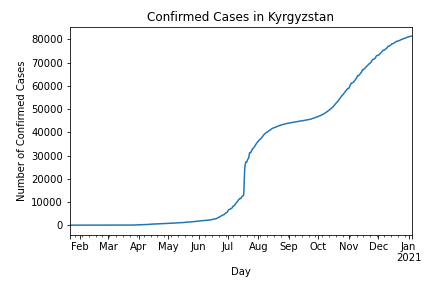 Confirmed Cases in Kyrgyzstan
Number of Confirmed Cases
80000
70000
60000
50000
40000
30000
20000
10000
0
Feb Mar Apr May Jun Jul Aug Sep Oct Nov Dec Jan
2021
Day